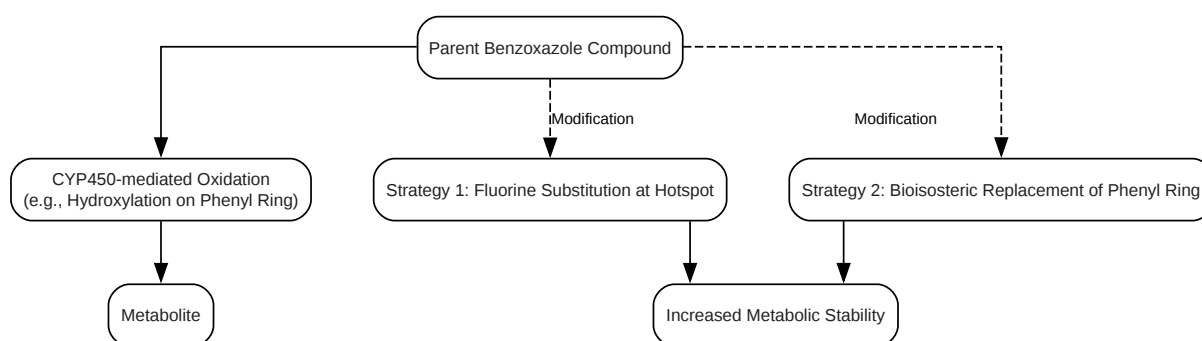 Parent Benzoxazole Compound
Modification
Modification
CYP450-mediated Oxidation
(e.g., Hydroxylation on Phenyl Ring)
Strategy 1: Fluorine Substitution at Hotspot
Strategy 2: Bioisosteric Replacement of Phenyl Ring
Metabolite
Increased Metabolic Stability